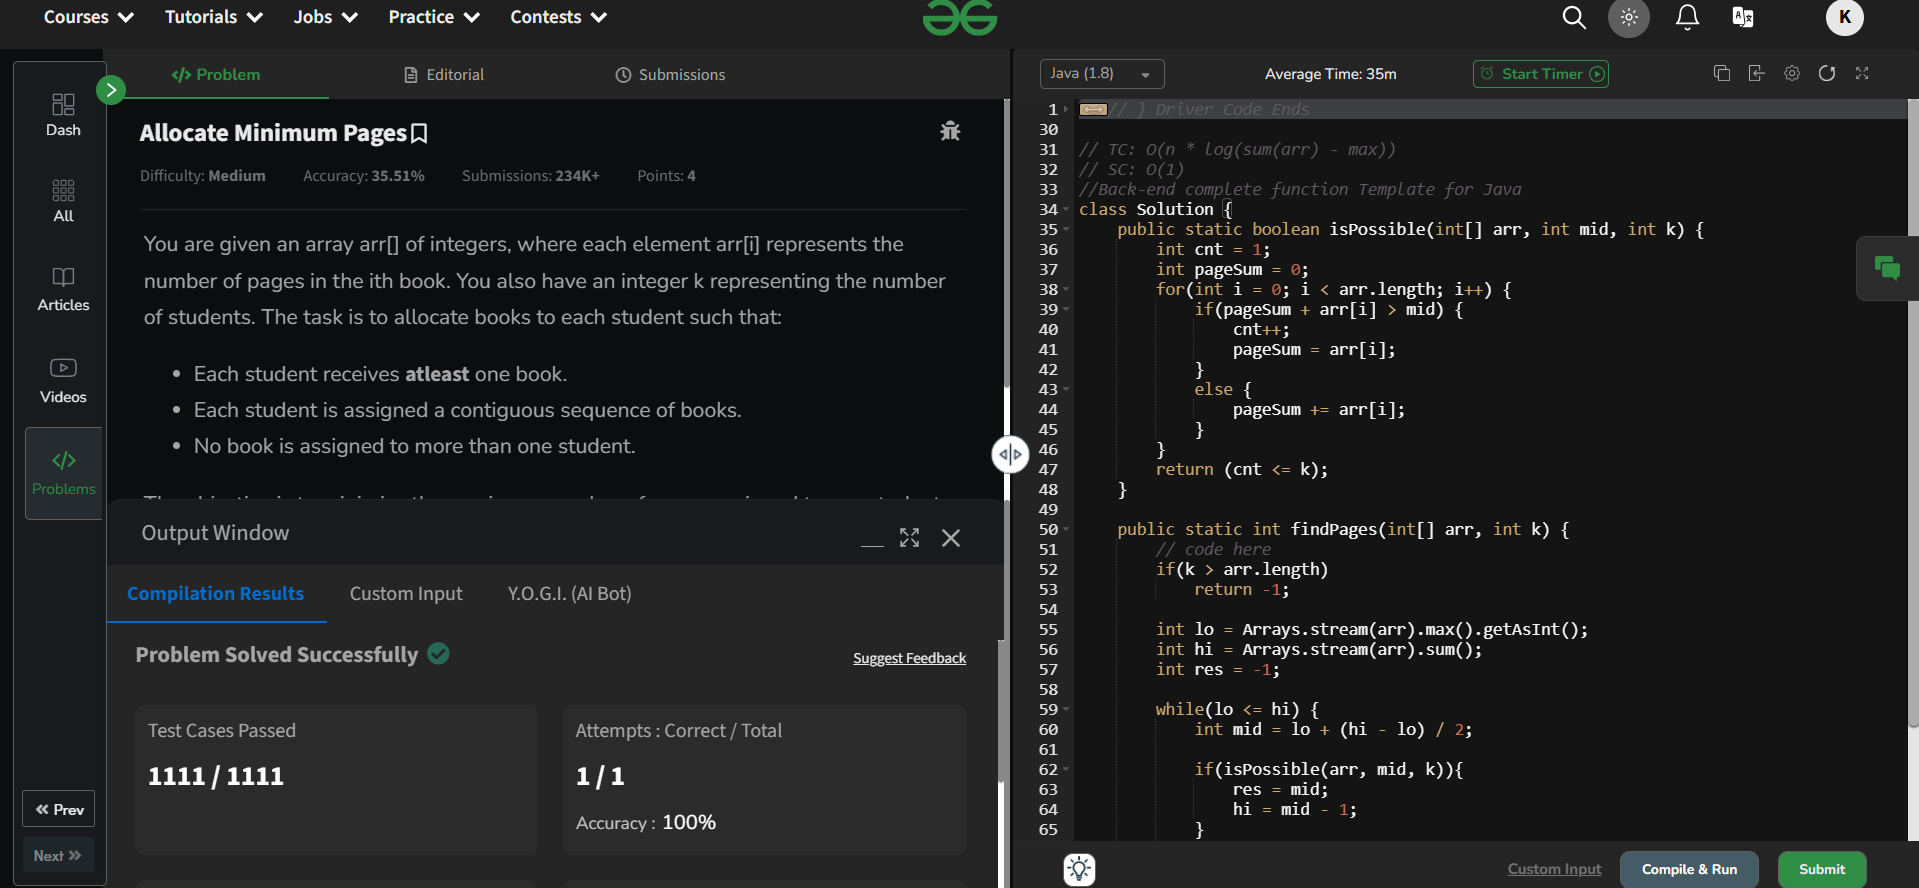 Courses
Tutorials
Jobs
Practice
Contests
K
Dash
All
Articles
Videos
Problems
Prev
Next
Problem
Editorial
Submissions
Allocate Minimum Pages
Difficulty: Medium Accuracy: 35.51% Submissions: 234K+ Points: 4
You are given an array arr[] of integers, where each element arr[i] represents the
number of pages in the ith book. You also have an integer k representing the number
of students. The task is to allocate books to each student such that:
Each student receives atleast one book.
Each student is assigned a contiguous sequence of books.
No book is assigned to more than one student.
Output Window
Compilation Results
Custom Input
Y.O.G.I. (AI Bot)
Problem Solved Successfully
Suggest Feedback
Test Cases Passed
1111 / 1111
Attempts : Correct / Total
1 / 1
Accuracy : 100%
Java (1.8)
Average Time: 35m
Start Timer
1 // } Driver Code Ends
30
31 // TC: O(n * log(sum(arr) - max))
32 // SC: O(1)
33 //Back-end complete function Template for Java
34 class Solution {
35 public static boolean isPossible(int[] arr, int mid, int k) {
36 int cnt = 1;
37 int pageSum = 0;
38 for(int i = 0; i < arr.length; i++) {
39 if(pageSum + arr[i] > mid) {
40 cnt++;
41 pageSum = arr[i];
42 }
43 else {
44 pageSum += arr[i];
45 }
46 }
47 return (cnt <= k);
48 }
49
50 public static int findPages(int[] arr, int k) {
51 // code here
52 if(k > arr.length)
53 return -1;
54
55 int lo = Arrays.stream(arr).max().getAsInt();
56 int hi = Arrays.stream(arr).sum();
57 int res = -1;
58
59 while(lo <= hi) {
60 int mid = lo + (hi - lo) / 2;
61
62 if(isPossible(arr, mid, k)){
63 res = mid;
64 hi = mid - 1;
65 }
Custom Input
Compile & Run
Submit